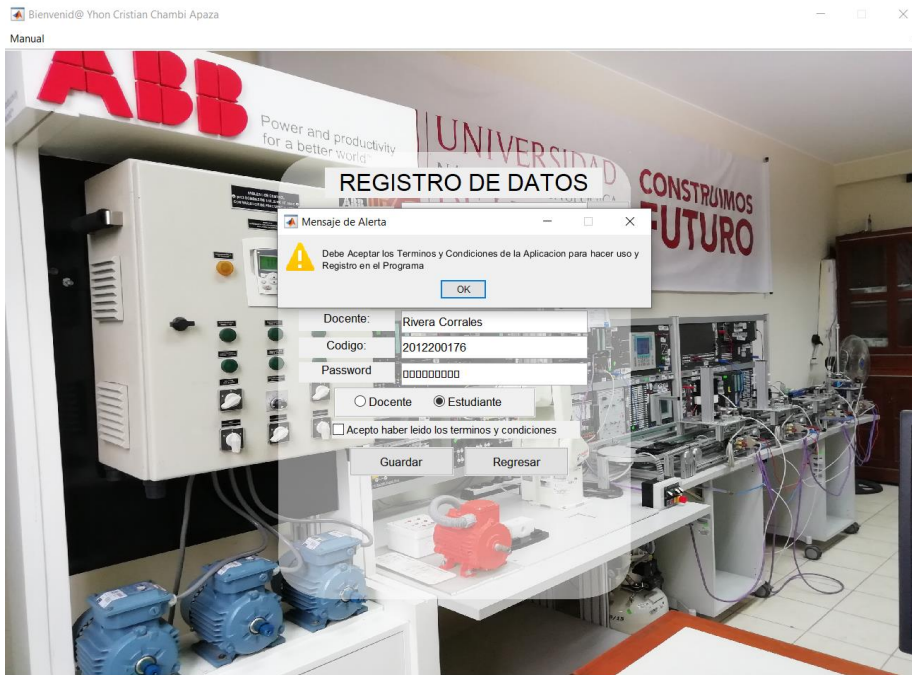 Bienvenid@ Yhon Cristian Chambi Apaza
Manual
ABB
Power and productivity
for a better world
UNIVERSIDAD
CONSTRUIMOS
FUTURO
REGISTRO DE DATOS
Mensaje de Alerta
Debe Aceptar los Terminos y Condiciones de la Aplicacion para hacer uso y
Registro en el Programa
OK
Docente:
Rivera Corrales
Codigo:
2012200176
Password
Docente
Estudiante
Acepto haber leido los terminos y condiciones
Guardar
Regresar